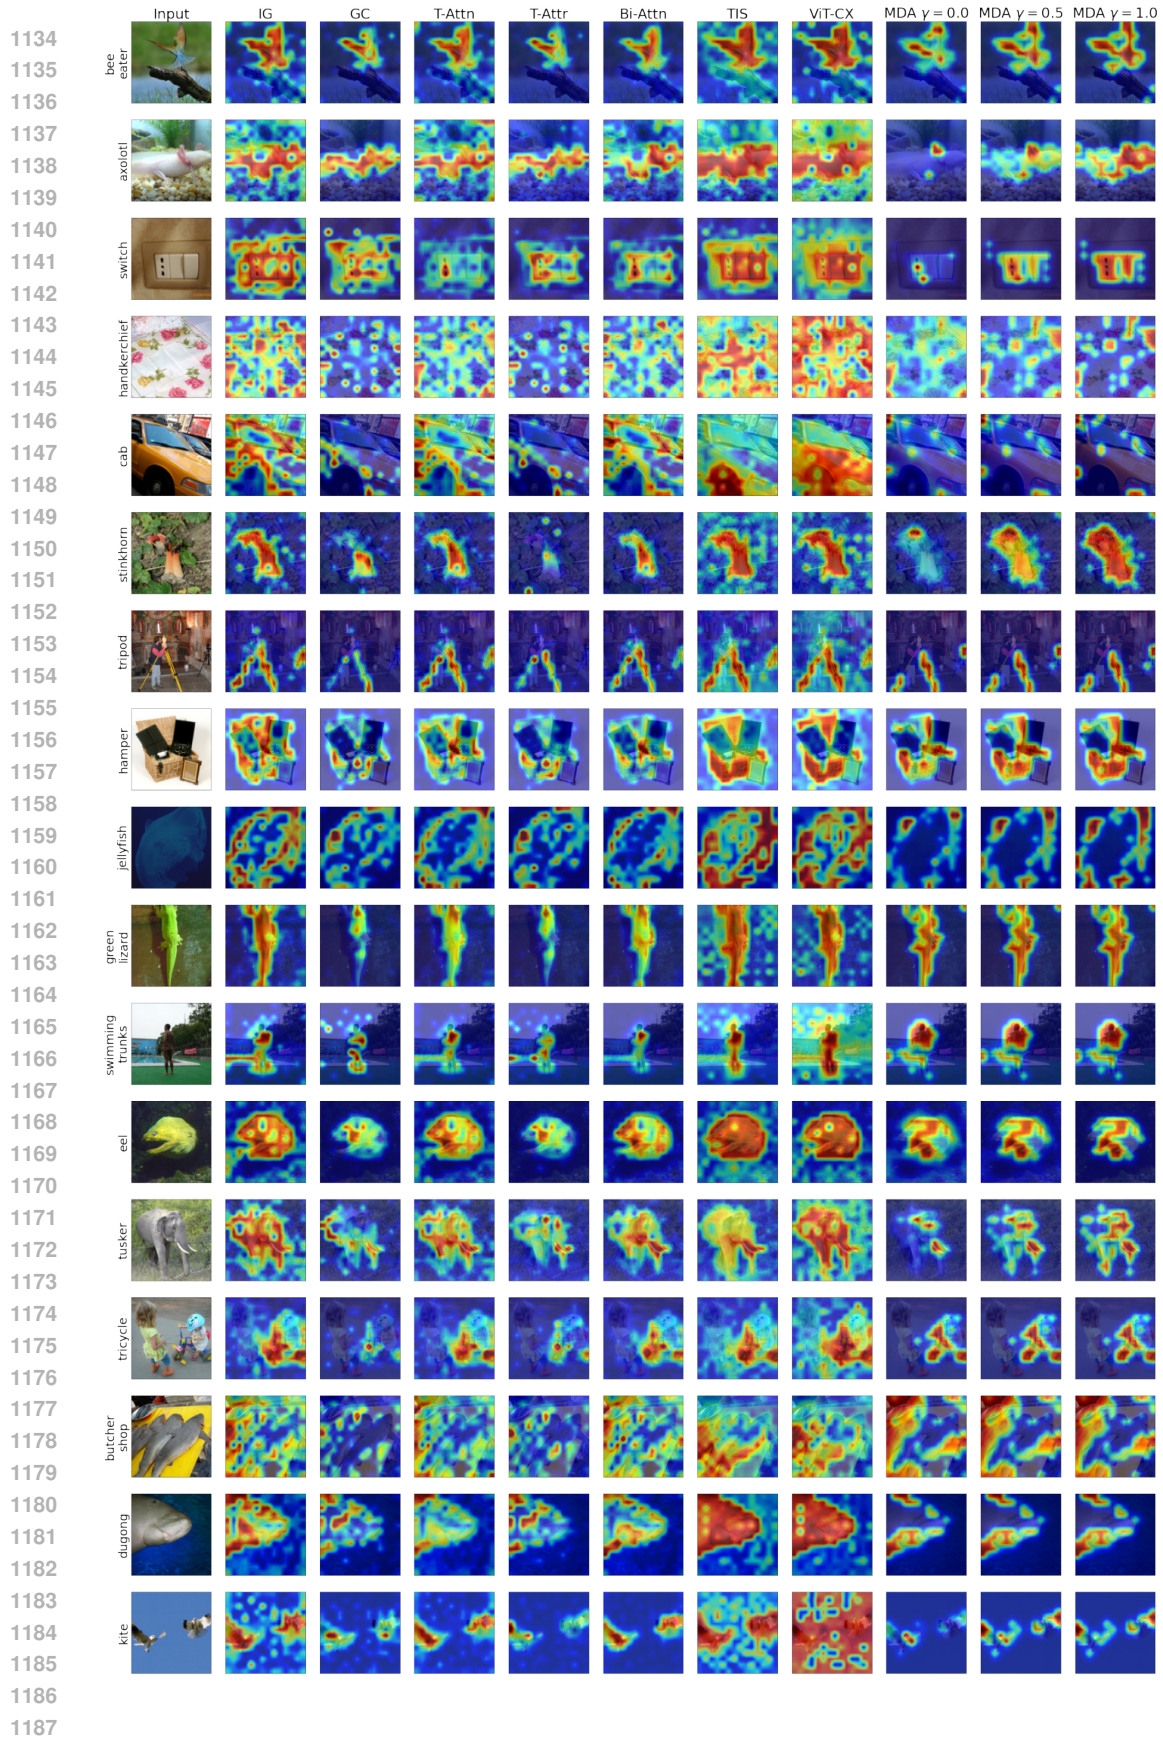 Input IG GC T-Attn T-Attr Bi-Attn TIS ViT-CX MDA γ = 0.0 MDA γ = 0.5 MDA γ = 1.0
1134
bee
eater
1135
1136
1137
axolotl
1138
1139
1140
switch
1141
1142
1143
handkerchief
1144
1145
1146
cab
1147
1148
1149
stinkhorn
1150
1151
1152
tripod
1153
1154
1155
hamper
1156
1157
1158
jellyfish
1159
1160
1161
green
lizard
1162
1163
1164
swimming
trunks
1165
1166
1167
eel
1168
1169
1170
tusker
1171
1172
1173
tricycle
1174
1175
1176
butcher
shop
1177
1178
1179
dugong
1180
1181
1182
kite
1183
1184
1185
1186
1187